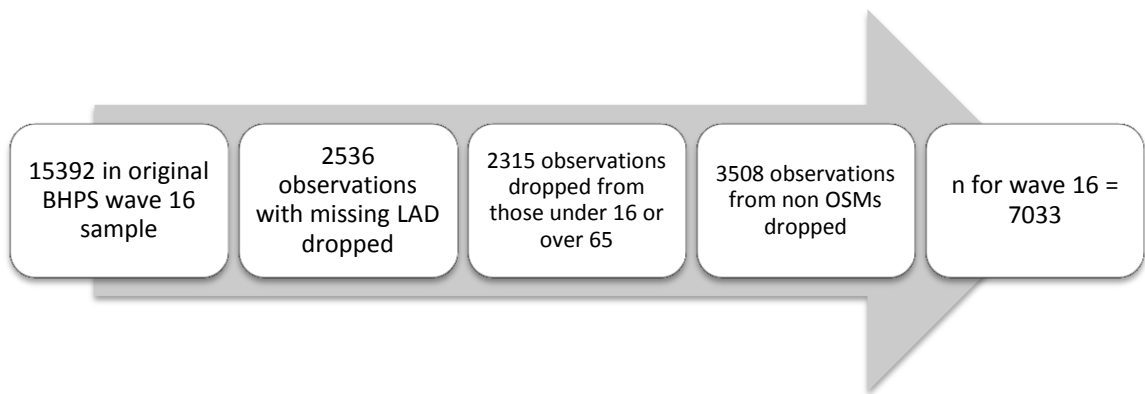 15392 in original
BHPS wave 16
sample
2536
observations
with missing LAD
dropped
2315 observations
dropped from
those under 16 or
over 65
3508 observations
from non OSMs
dropped
n for wave 16 =
7033